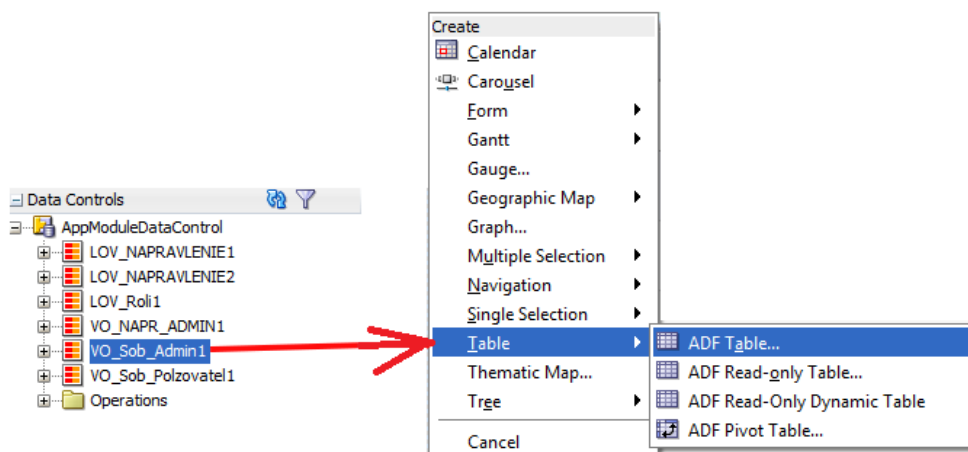 Data Controls
AppModuleDataControl
LOV_NAPRAVLENIE1
LOV_NAPRAVLENIE2
LOV_Roli1
VO_NAPR_ADMIN1
VO_Sob_Admin1
VO_Sob_Polzovatel1
Operations
Create
Calendar
Carousel
Form
Gantt
Gauge...
Geographic Map
Graph...
Multiple Selection
Navigation
Single Selection
Table
Thematic Map...
Tree
Cancel
ADF Table...
ADF Read-only Table...
ADF Read-Only Dynamic Table
ADF Pivot Table...